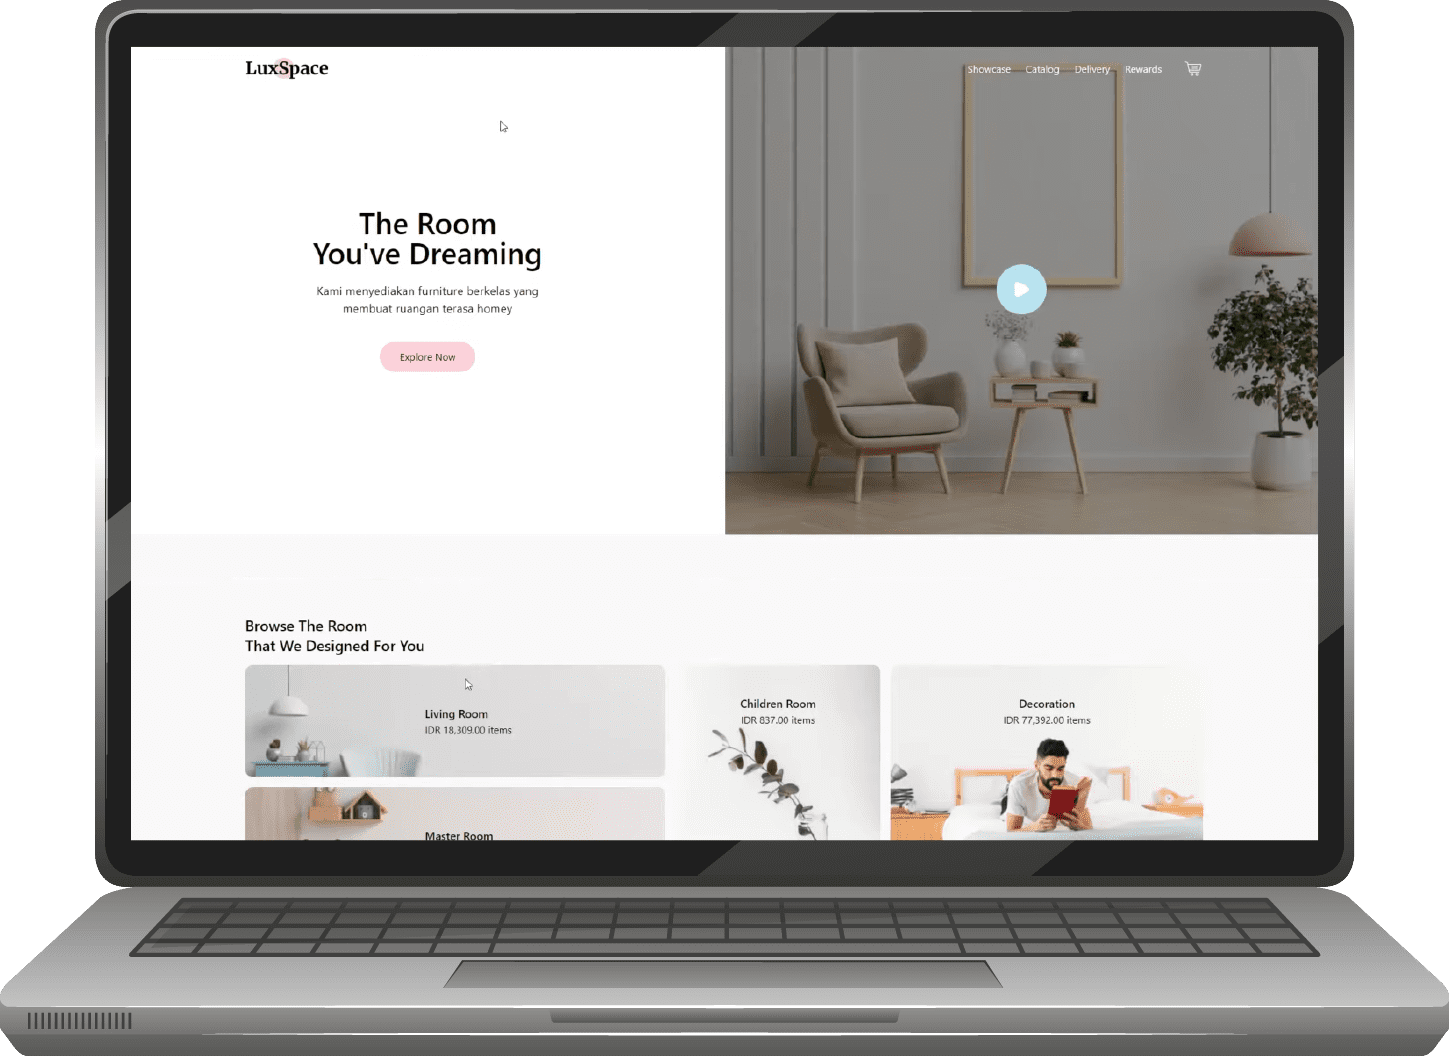 LuxSpace
Showcase Catalog Delivery Rewards
The Room
You've Dreaming
Kami menyediakan furniture berkelas yang
membuat ruangan terasa homey
Explore Now
Browse The Room
That We Designed For You
Living Room
IDR 18,309.00 items
Children Room
IDR 837.00 items
Decoration
IDR 77,392.00 items
Master Room